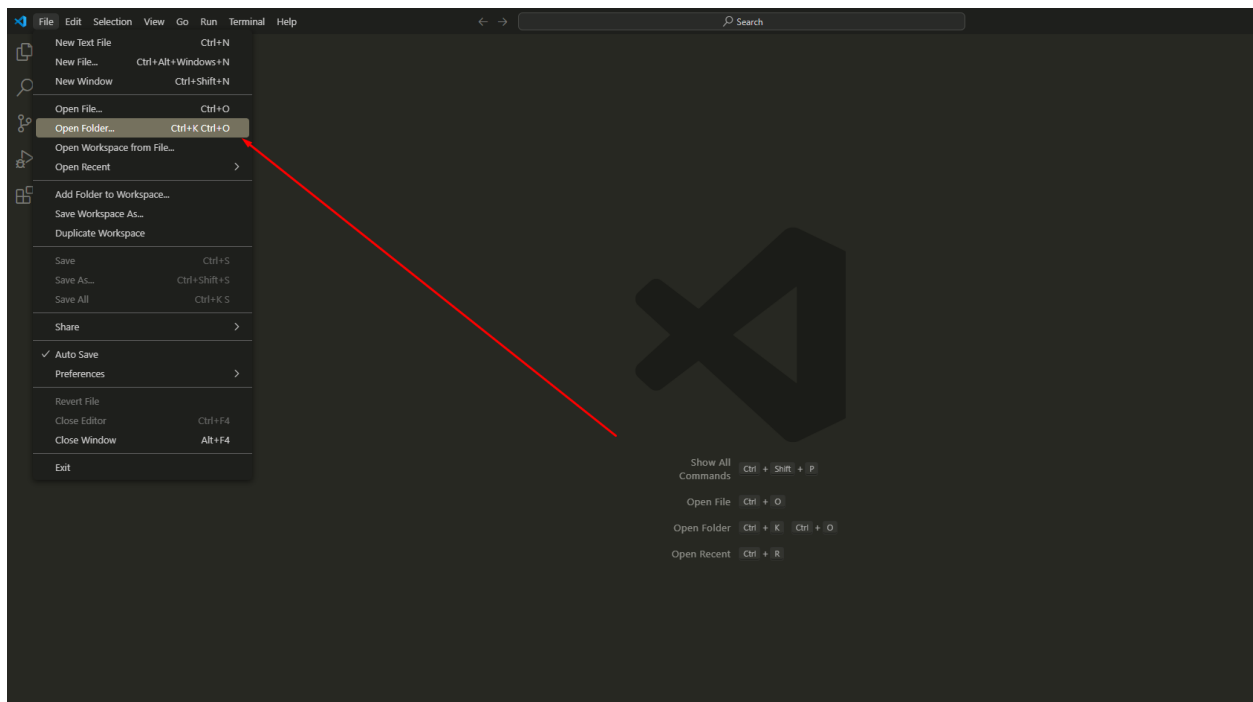 File Edit Selection View Go Run Terminal Help
Search
New Text File Ctrl+N
New File... Ctrl+Alt+Windows+N
New Window Ctrl+Shift+N
Open File... Ctrl+O
Open Folder... Ctrl+K Ctrl+O
Open Workspace from File...
Open Recent
Add Folder to Workspace...
Save Workspace As...
Duplicate Workspace
Save Ctrl+S
Save As... Ctrl+Shift+S
Save All Ctrl+K S
Share
Auto Save
Preferences
Revert File
Close Editor Ctrl+F4
Close Window Alt+F4
Exit
Show All
Commands Ctrl + Shift + P
Open File Ctrl + O
Open Folder Ctrl + K Ctrl + O
Open Recent Ctrl + R